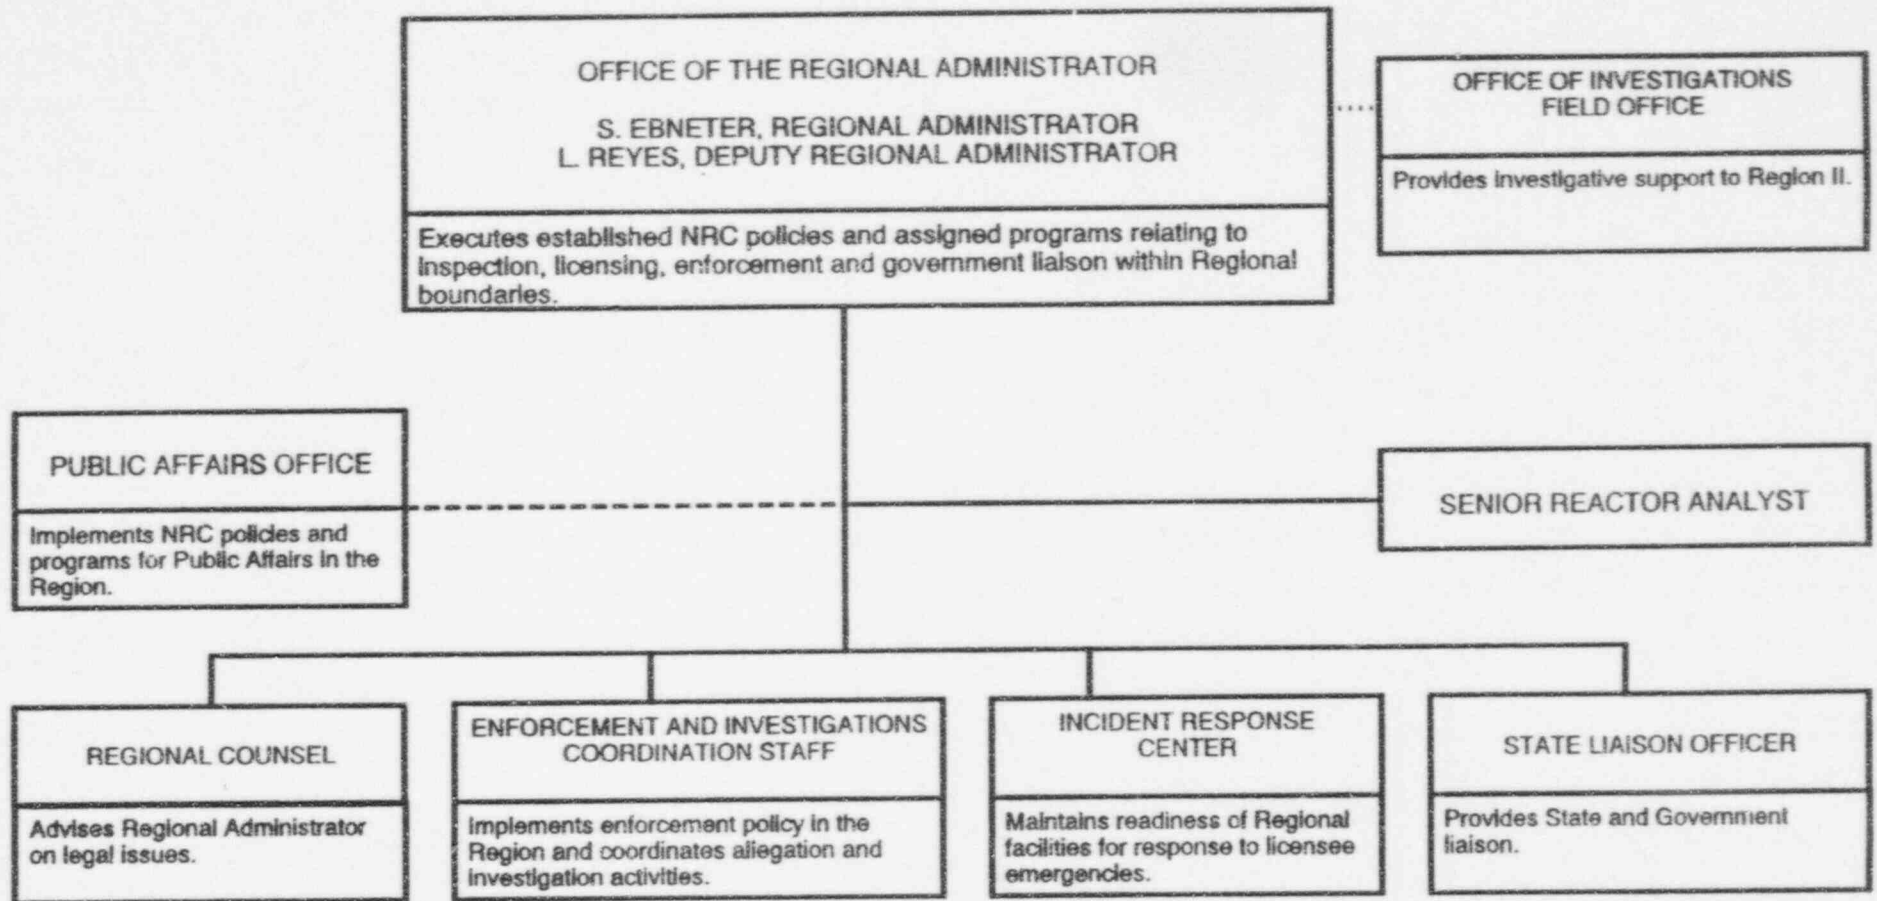 OFFICE OF THE REGIONAL ADMINISTRATOR
S. EBNETER, REGIONAL ADMINISTRATOR
L. REYES, DEPUTY REGIONAL ADMINISTRATOR
Executes established NRC policies and assigned programs relating to
inspection, licensing, enforcement and government liaison within Regional
boundaries.
OFFICE OF INVESTIGATIONS
FIELD OFFICE
Provides investigative support to Region II.
PUBLIC AFFAIRS OFFICE
Implements NRC policies and
programs for Public Affairs in the
Region.
SENIOR REACTOR ANALYST
REGIONAL COUNSEL
Advises Regional Administrator
on legal issues.
ENFORCEMENT AND INVESTIGATIONS
COORDINATION STAFF
Implements enforcement policy in the
Region and coordinates allegation and
investigation activities.
INCIDENT RESPONSE
CENTER
Maintains readiness of Regional
facilities for response to licensee
emergencies.
STATE LIAISON OFFICER
Provides State and Government
liaison.